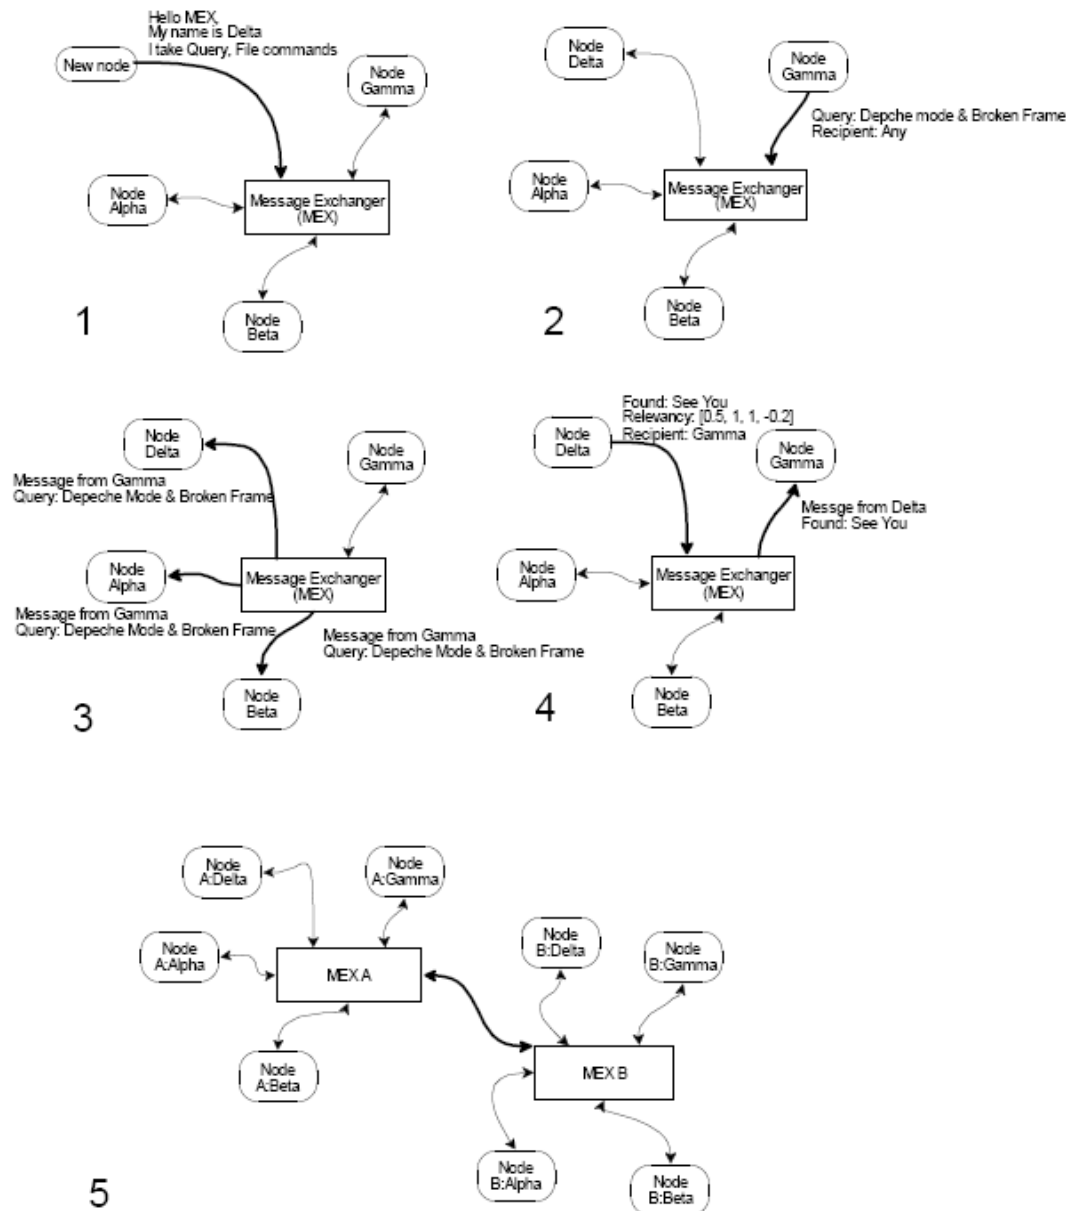 Hello MEX,
My name is Delta
I take Query, File commands
New node
Node
Gamma
Node
Alpha
Message Exchanger
(MEX)
Node
Beta
1
Node
Delta
Node
Gamma
Query: Depche mode & Broken Frame
Recipient: Any
Node
Alpha
Message Exchanger
(MEX)
Node
Beta
2
Node
Delta
Node
Gamma
Message from Gamma
Query: Depeche Mode & Broken Frame
Node
Alpha
Message Exchanger
(MEX)
Message from Gamma
Query: Depeche Mode & Broken Frame
Message from Gamma
Query: Depeche Mode & Broken Frame
Node
Beta
3
Found: See You
Relevancy: [0.5, 1, 1, -0.2]
Recipient: Gamma
Node
Delta
Node
Gamma
Messge from Delta
Found: See You
Node
Alpha
Message Exchanger
(MEX)
Node
Beta
4
Node
A:Delta
Node
A:Gamma
Node
A:Alpha
MEX A
Node
A:Beta
Node
B:Delta
Node
B:Gamma
MEX B
Node
B:Alpha
Node
B:Beta
5